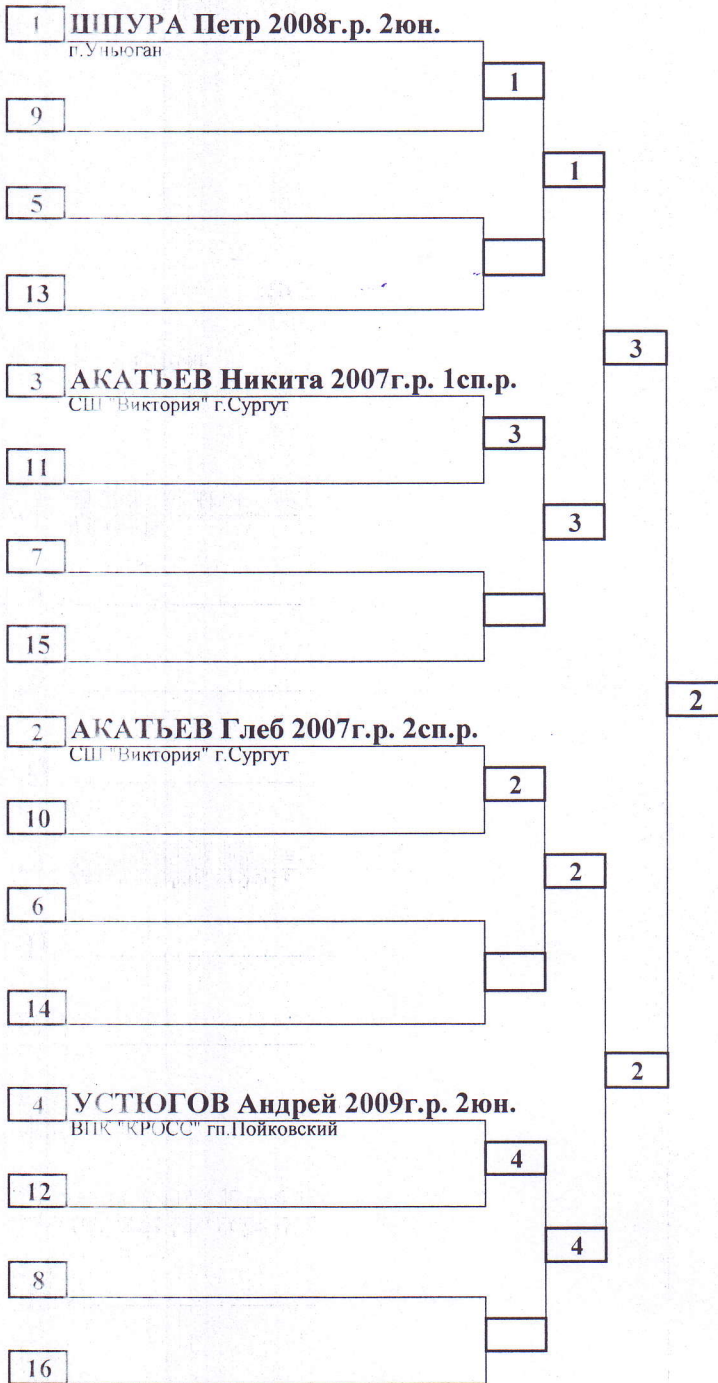 1 ШПУРА Петр 2008г.р. 2юн.
п.Уньюган
1
9
1
5
13
3
3 АКАТЬЕВ Никита 2007г.р. 1сп.р.
СШ "Виктория" г.Сургут
3
11
3
7
15
2
2 АКАТЬЕВ Глеб 2007г.р. 2сп.р.
СШ "Виктория" г.Сургут
2
10
2
6
14
2
4 УСТЮГОВ Андрей 2009г.р. 2юн.
ВПК "КРОСС" гп.Пойковский
4
12
4
8
16